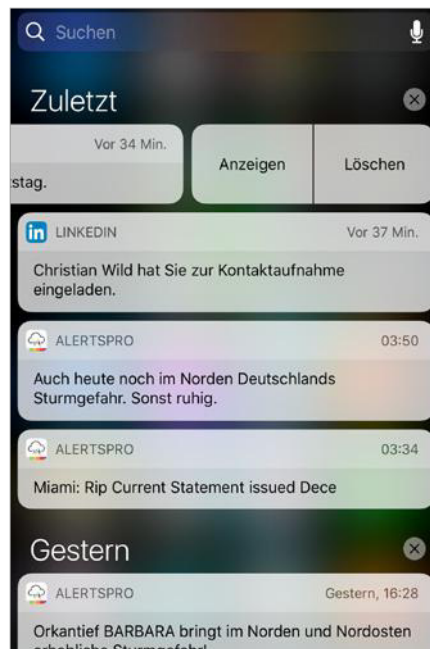 Suchen
Zuletzt
Vor 34 Min.
stag.
Anzeigen
Löschen
LINKEDIN Vor 37 Min.
Christian Wild hat Sie zur Kontaktaufnahme
eingeladen.
ALERTSPRO 03:50
Auch heute noch im Norden Deutschlands
Sturmgefahr. Sonst ruhig.
ALERTSPRO 03:34
Miami: Rip Current Statement issued Dece
Gestern
ALERTSPRO Gestern, 16:28
Orkantief BARBARA bringt im Norden und Nordosten
erhebliche Sturmgefahr!